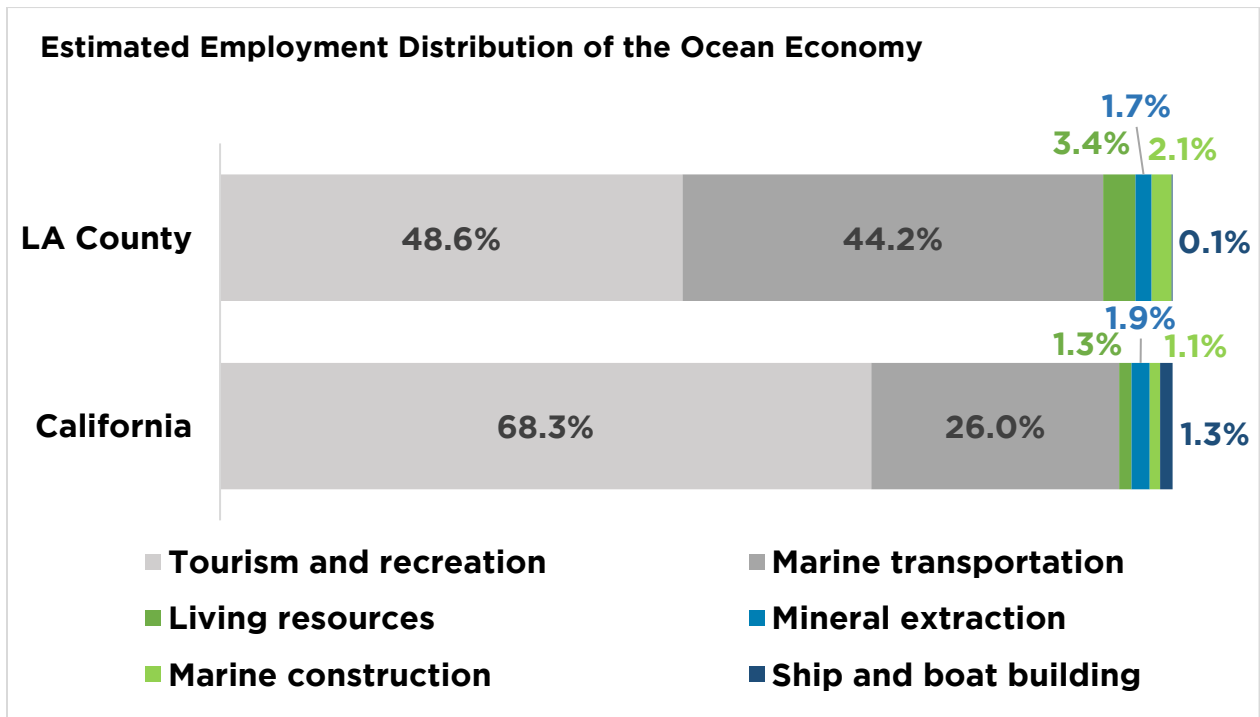 Estimated Employment Distribution of the Ocean Economy
1.7%
3.4% 2.1%
LA County 48.6% 44.2% 0.1%
1.9%
1.3% 1.1%
California 68.3% 26.0% 1.3%
Tourism and recreation Marine transportation
Living resources Mineral extraction
Marine construction Ship and boat building